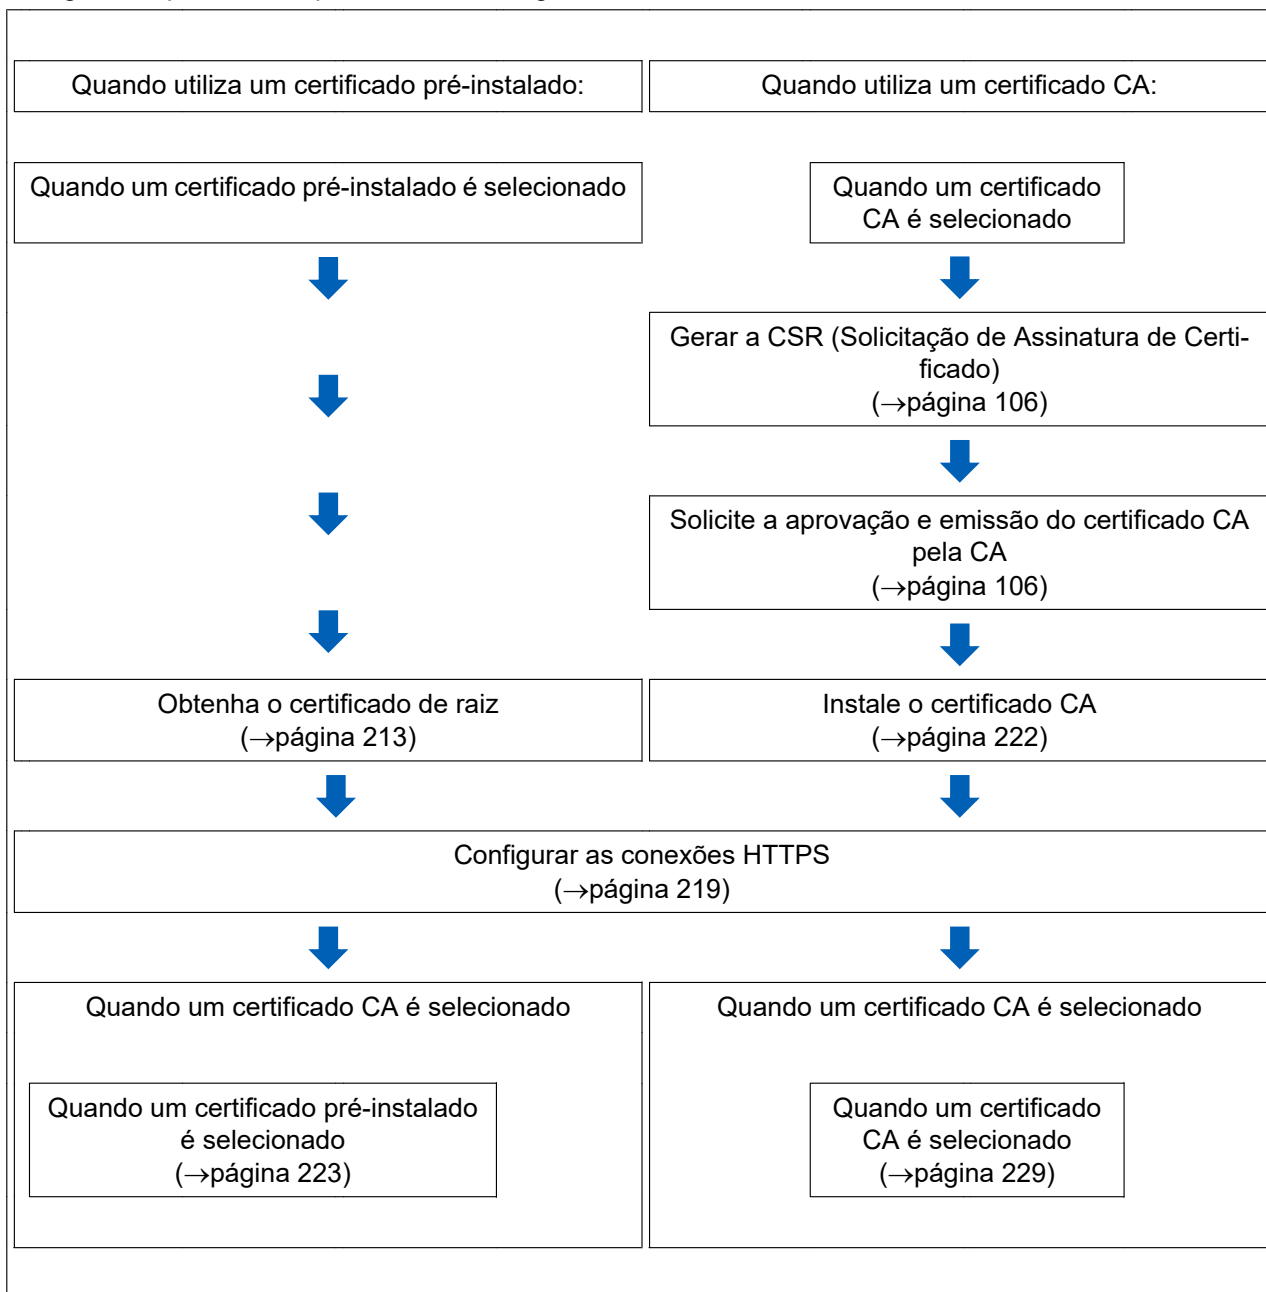 Quando utiliza um certificado pré-instalado:
Quando utiliza um certificado CA:
Quando um certificado pré-instalado é selecionado
Quando um certificado
CA é selecionado
Gerar a CSR (Solicitação de Assinatura de Certi-
ficado)
(→página 106)
Solicite a aprovação e emissão do certificado CA
pela CA
(→página 106)
Obtenha o certificado de raiz
(→página 213)
Instale o certificado CA
(→página 222)
Configurar as conexões HTTPS
(→página 219)
Quando um certificado CA é selecionado
Quando um certificado pré-instalado
é selecionado
(→página 223)
Quando um certificado CA é selecionado
Quando um certificado
CA é selecionado
(→página 229)